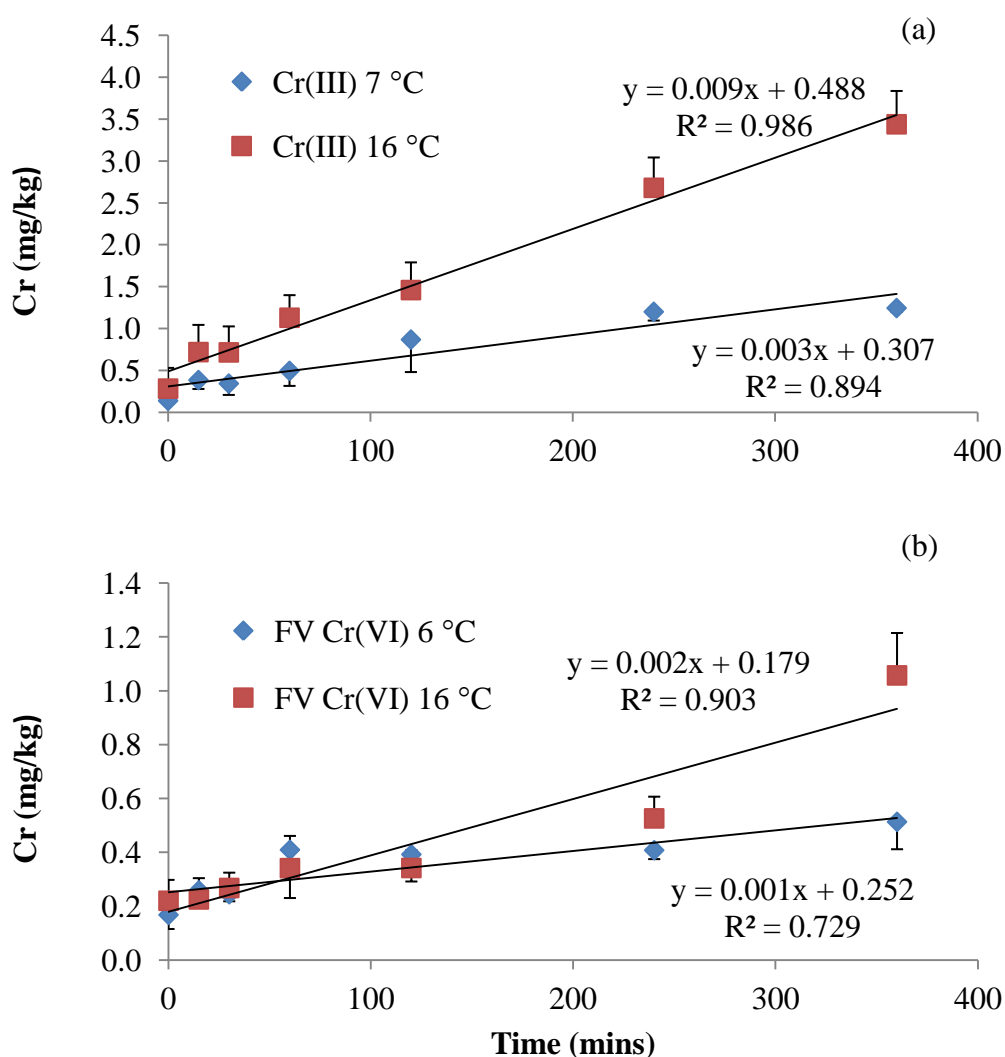 (a)
4.5
4.0
3.5
3.0
2.5
2.0
1.5
1.0
0.5
0.0
Cr (mg/kg)
Cr(III) 7 °C
Cr(III) 16 °C
y = 0.009x + 0.488
R² = 0.986
y = 0.003x + 0.307
R² = 0.894
0 100 200 300 400
(b)
1.4
1.2
1.0
0.8
0.6
0.4
0.2
0.0
Cr (mg/kg)
FV Cr(VI) 6 °C
FV Cr(VI) 16 °C
y = 0.002x + 0.179
R² = 0.903
y = 0.001x + 0.252
R² = 0.729
0 100 200 300 400
Time (mins)